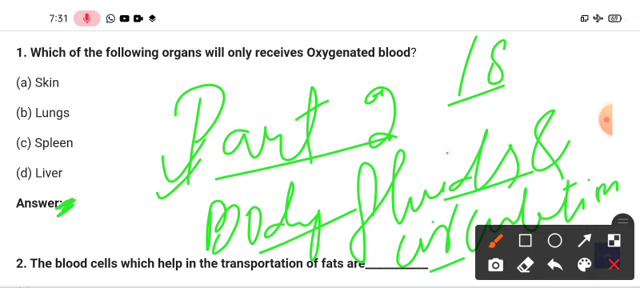 7:31
69
1. Which of the following organs will only receives Oxygenated blood?
18
(a) Skin
(b) Lungs
Part 2
(c) Spleen
(d) Liver
Body fluids &
circulation
Answer:
2. The blood cells which help in the transportation of fats are________